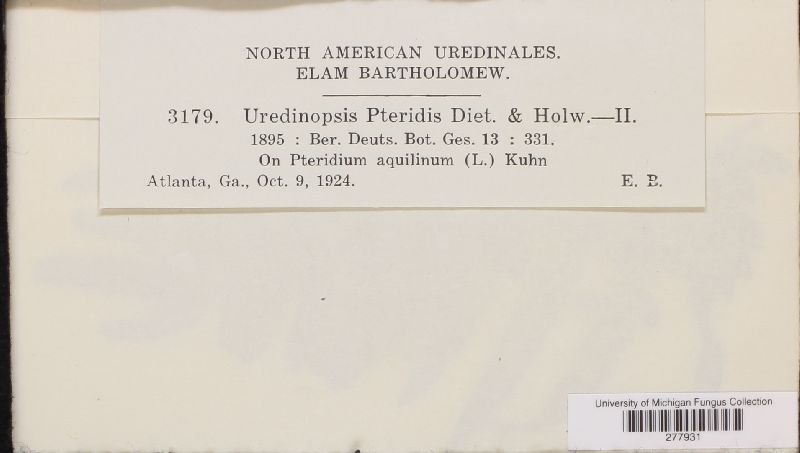 NORTH AMERICAN UREDINALES.
ELAM BARTHOLOMEW.
3179. Uredinopsis Pteridis Diet. & Holw.—II.
1895 : Ber. Deuts. Bot. Ges. 13 : 331.
On Pteridium aquilinum (L.) Kuhn
Atlanta, Ga., Oct. 9, 1924. E. B.
University of Michigan Fungus Collection
277931